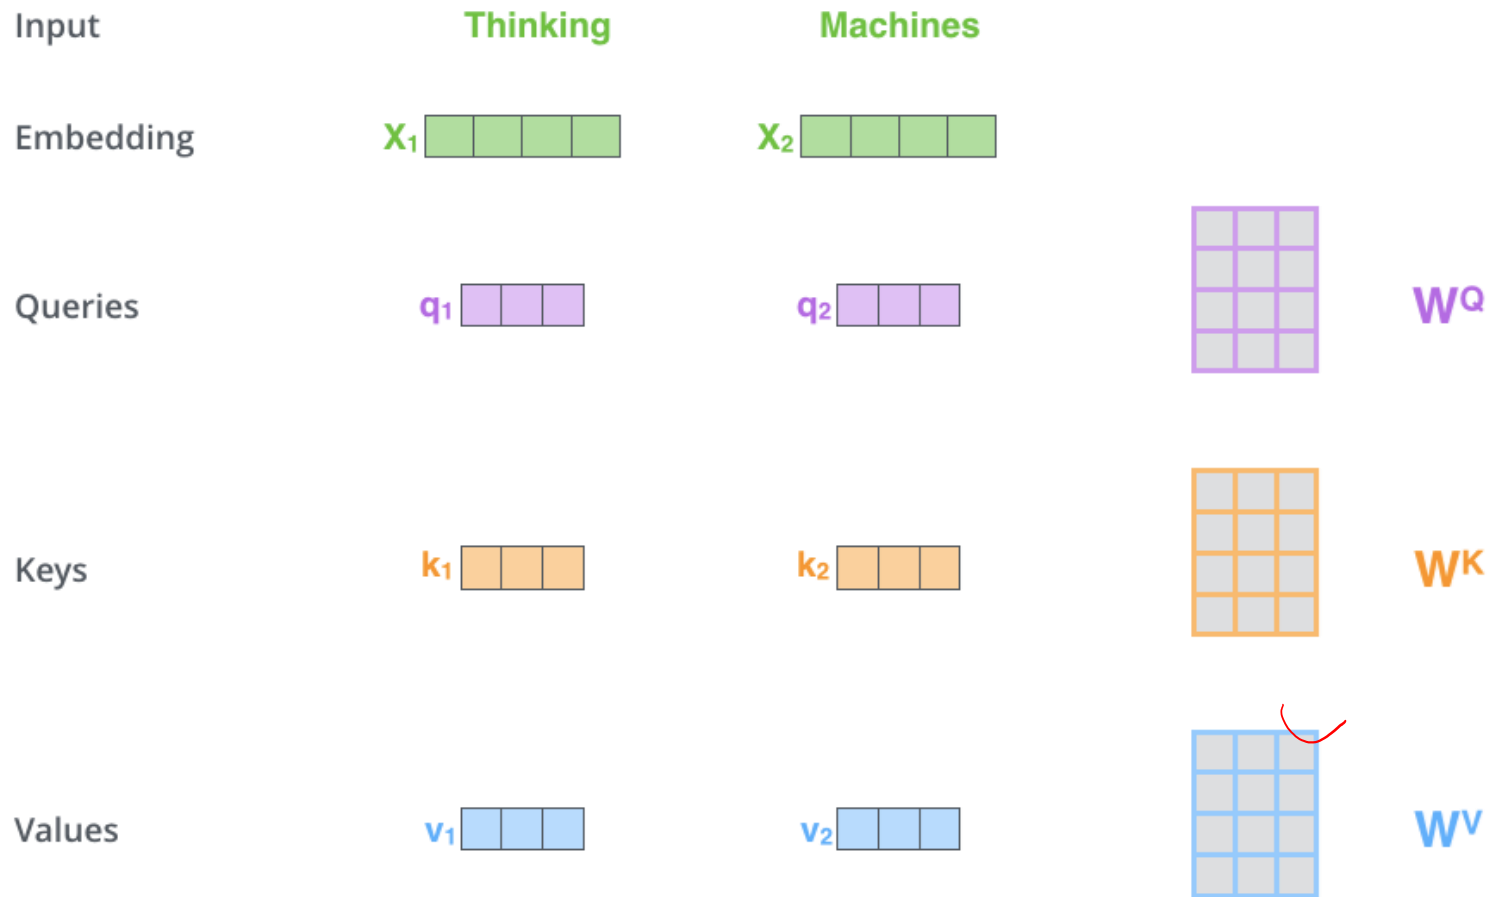 Input Thinking Machines
Embedding X1 X2
Queries q1 q2 WQ
Keys k1 k2 WK
Values v1 v2 WV